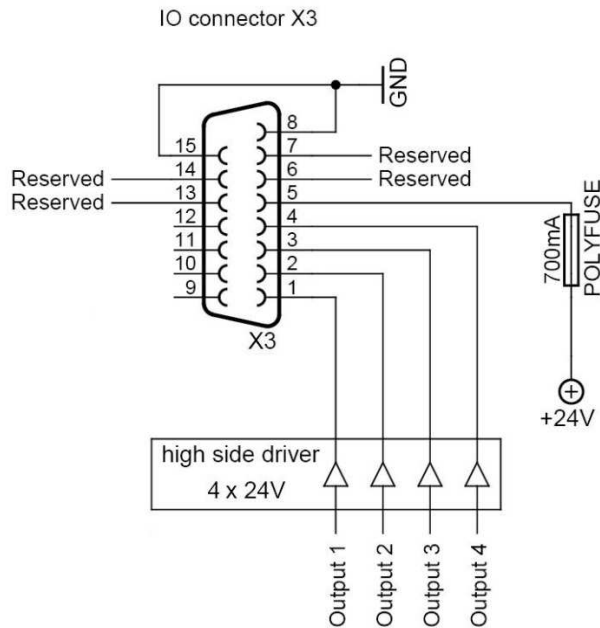 IO connector X3
GND
8
15
7
Reserved
14
Reserved
6
Reserved
13
Reserved
5
12
4
11
3
10
2
9
1
700mA
POLYFUSE
X3
+24V
high side driver
4 x 24V
Output 1
Output 2
Output 3
Output 4